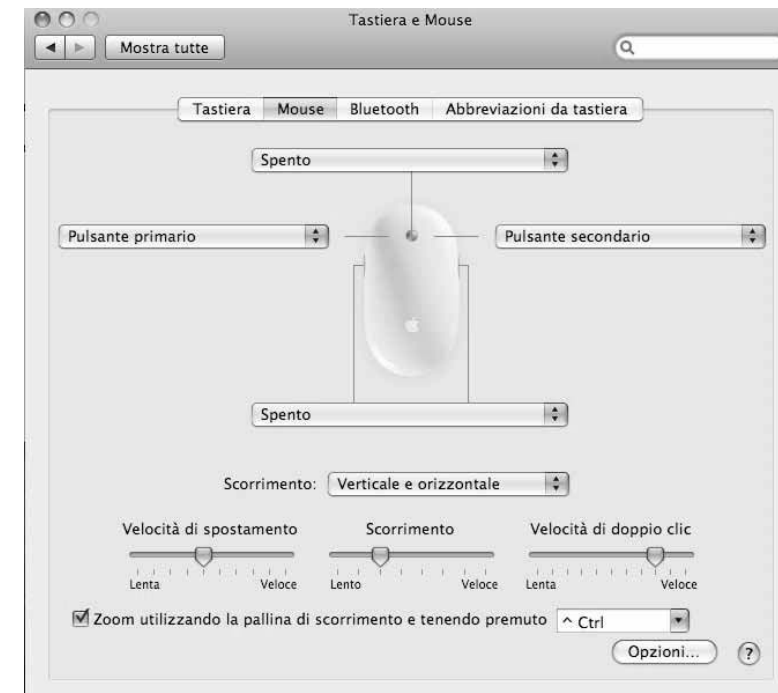 Tastiera e Mouse
Mostra tutte
Tastiera Mouse Bluetooth Abbreviazioni da tastiera
Spento
Pulsante primario Pulsante secondario
Spento
Scorrimento: Verticale e orizzontale
Velocità di spostamento Scorrimento Velocità di doppio clic
Lenta Veloce Lento Veloce Lenta Veloce
Zoom utilizzando la pallina di scorrimento e tenendo premuto ^ Ctrl
Opzioni... ?